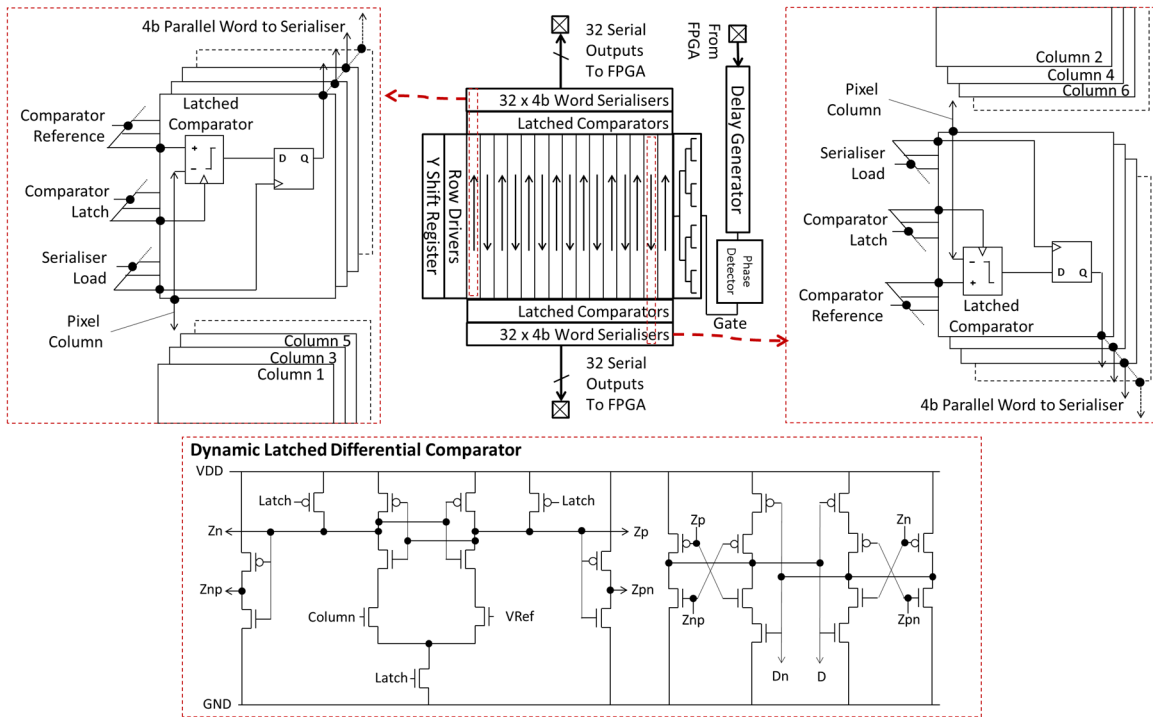 4b Parallel Word to Serialiser
Latched
Comparator
Comparator
Reference
+
−
D
Q
Comparator
Latch
Serialiser
Load
Pixel
Column
Column 5
Column 3
Column 1
32 Serial
Outputs
To FPGA
From
FPGA
32 x 4b Word Serialisers
Latched Comparators
Y Shift Register
Row Drivers
Delay Generator
Phase
Detector
Gate
Latched Comparators
32 x 4b Word Serialisers
32 Serial
Outputs
To FPGA
Column 2
Column 4
Column 6
Pixel
Column
Serialiser
Load
Comparator
Latch
Comparator
Reference
−
+
D
Q
Latched
Comparator
4b Parallel Word to Serialiser
Dynamic Latched Differential Comparator
VDD
Latch
Latch
Zn
Zp
Zp
Zn
Znp
Zpn
Column
VRef
Znp
Zpn
Latch
Dn
D
GND